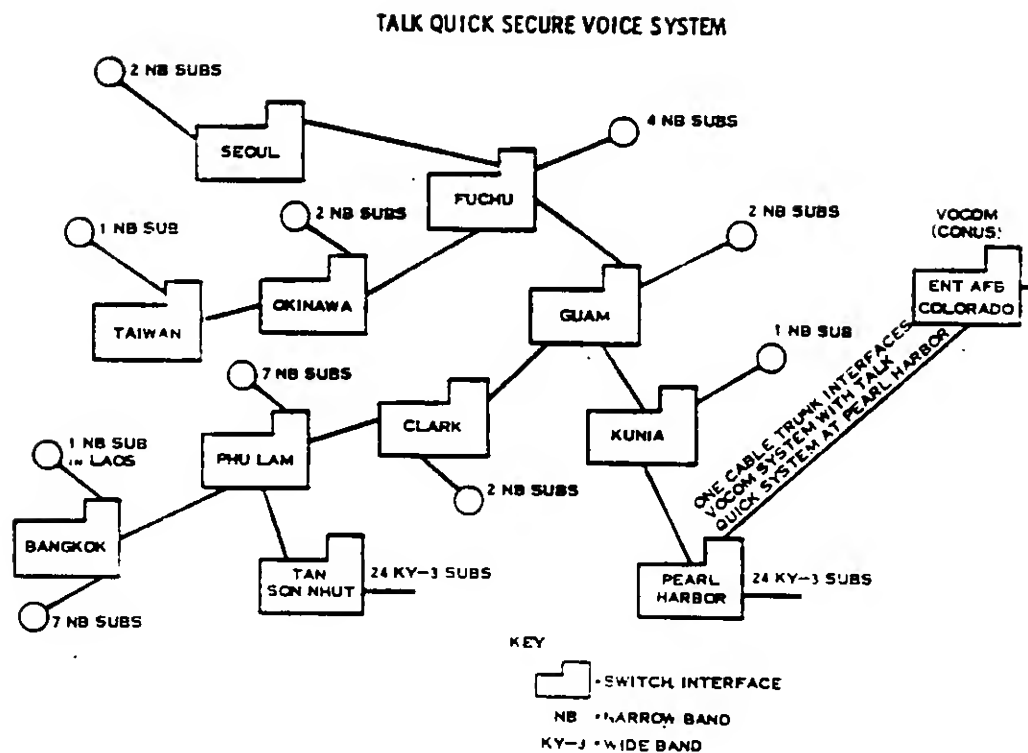 TALK QUICK SECURE VOICE SYSTEM
2 NB SUBS
SEOUL
4 NB SUBS
FUCHU
2 NB SUBS
1 NB SUB
OKINAWA
TAIWAN
2 NB SUBS
GUAM
VOCOM
(CONUS)
ENT AFB
COLORADO
1 NB SUB
7 NB SUBS
CLARK
KUNIA
ONE CABLE TRUNK INTERFACES
VOCOM SYSTEM WITH TALK
QUICK SYSTEM AT PEARL HARBOR
1 NB SUB
IN LAOS
PHU LAM
2 NB SUBS
BANGKOK
7 NB SUBS
TAN
SON NHUT
24 KY-3 SUBS
PEARL
HARBOR
24 KY-3 SUBS
KEY
- SWITCH INTERFACE
NB - NARROW BAND
KY-3 - WIDE BAND